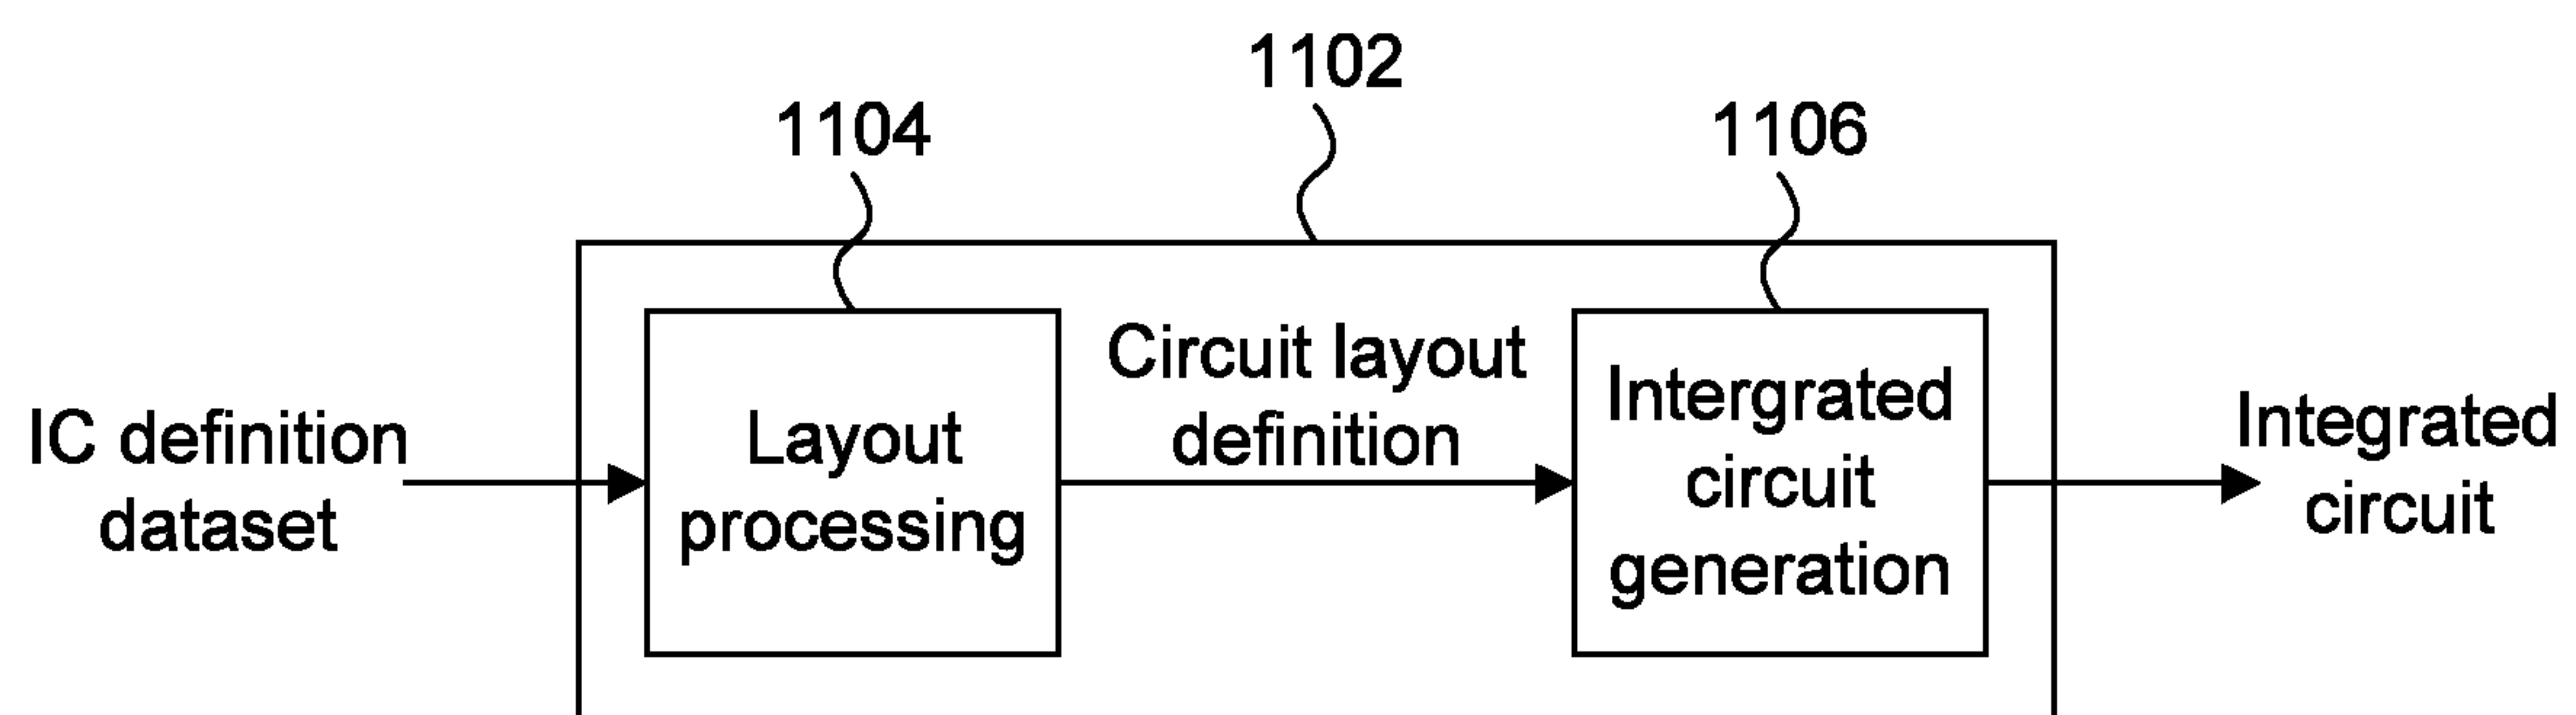 1102
1104
1106
IC definition
dataset
Layout
processing
Circuit layout
definition
Intergrated
circuit
generation
Integrated
circuit